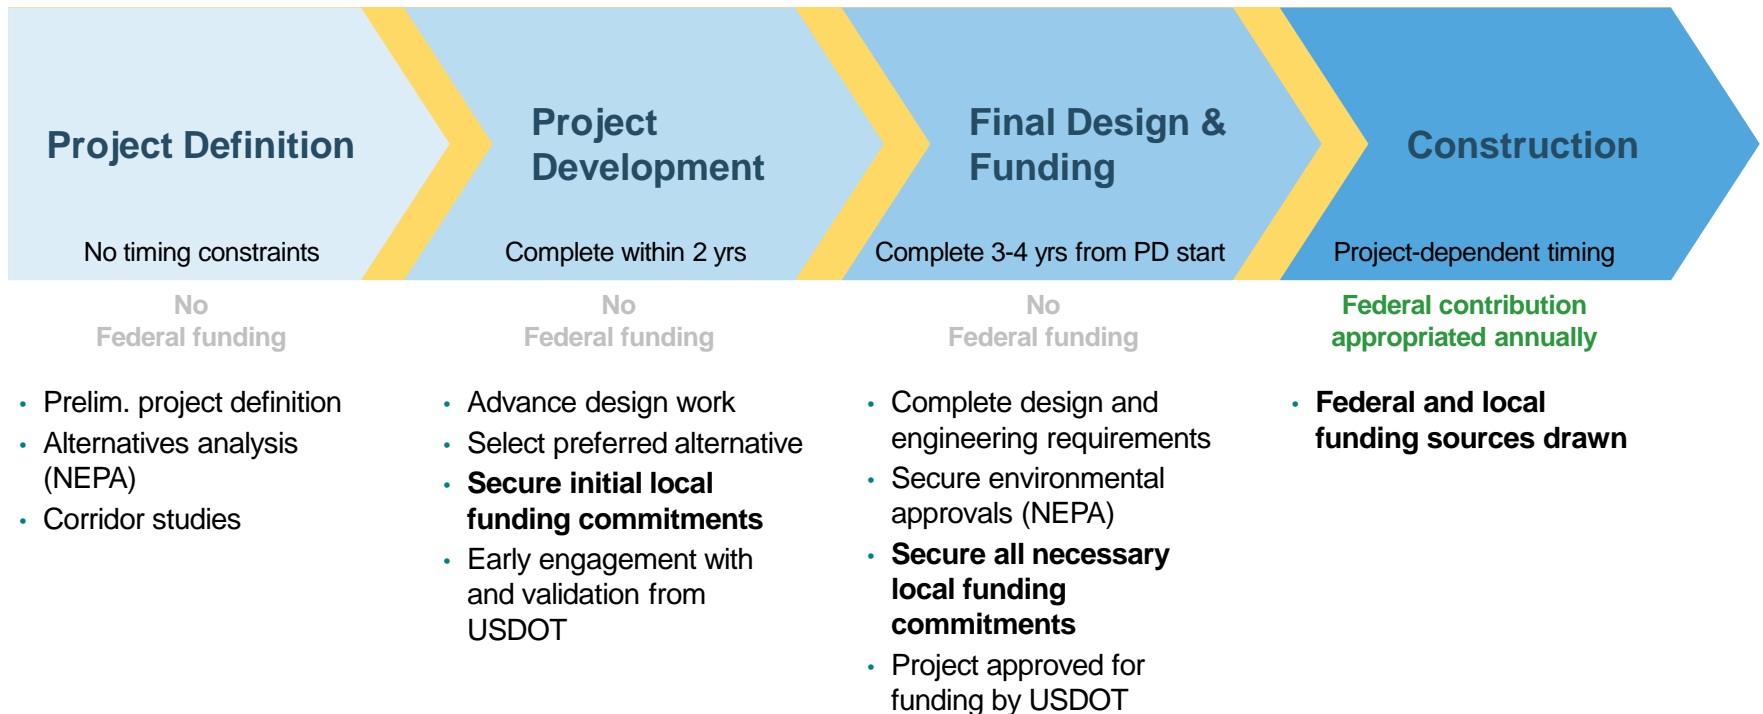 Project Definition
No timing constraints
No
Federal funding
• Prelim. project definition
• Alternatives analysis
(NEPA)
• Corridor studies
Project
Development
Complete within 2 yrs
No
Federal funding
• Advance design work
• Select preferred alternative
• Secure initial local
funding commitments
• Early engagement with
and validation from
USDOT
Final Design &
Funding
Complete 3-4 yrs from PD start
No
Federal funding
• Complete design and
engineering requirements
• Secure environmental
approvals (NEPA)
• Secure all necessary
local funding
commitments
• Project approved for
funding by USDOT
Construction
Project-dependent timing
Federal contribution
appropriated annually
• Federal and local
funding sources drawn